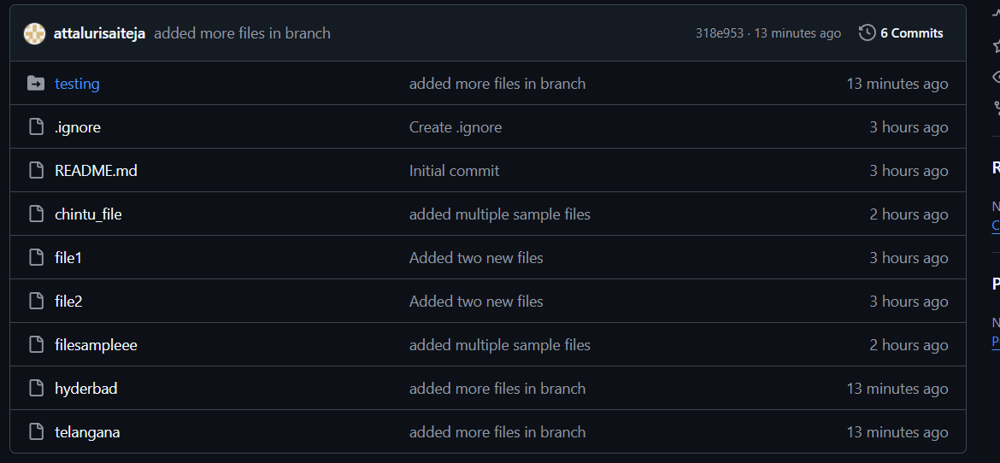 attalurisaiteja added more files in branch 318e953 · 13 minutes ago 6 Commits
testing added more files in branch 13 minutes ago
.ignore Create .ignore 3 hours ago
README.md Initial commit 3 hours ago
chintu_file added multiple sample files 2 hours ago
file1 Added two new files 3 hours ago
file2 Added two new files 3 hours ago
filesampleee added multiple sample files 2 hours ago
hyderbad added more files in branch 13 minutes ago
telangana added more files in branch 13 minutes ago